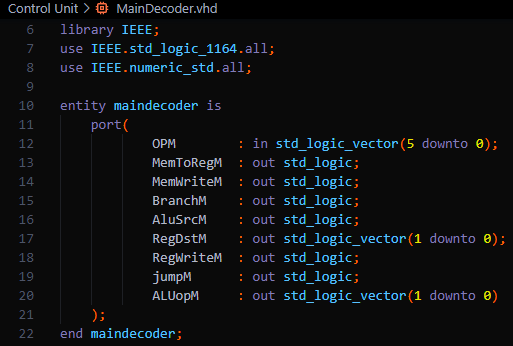 Control Unit > MainDecoder.vhd
6 library IEEE;
7 use IEEE.std_logic_1164.all;
8 use IEEE.numeric_std.all;
9
10 entity maindecoder is
11 port(
12 OPM : in std_logic_vector(5 downto 0);
13 MemToRegM : out std_logic;
14 MemWriteM : out std_logic;
15 BranchM : out std_logic;
16 AluSrcM : out std_logic;
17 RegDstM : out std_logic_vector(1 downto 0);
18 RegWriteM : out std_logic;
19 jumpM : out std_logic;
20 ALUopM : out std_logic_vector(1 downto 0)
21 );
22 end maindecoder;